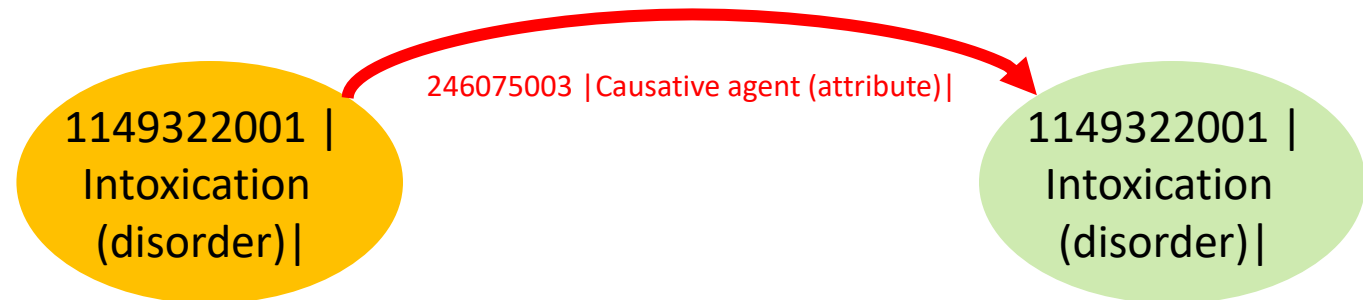 246075003 |Causative agent (attribute)|
1149322001 |
Intoxication
(disorder)|
1149322001 |
Intoxication
(disorder)|